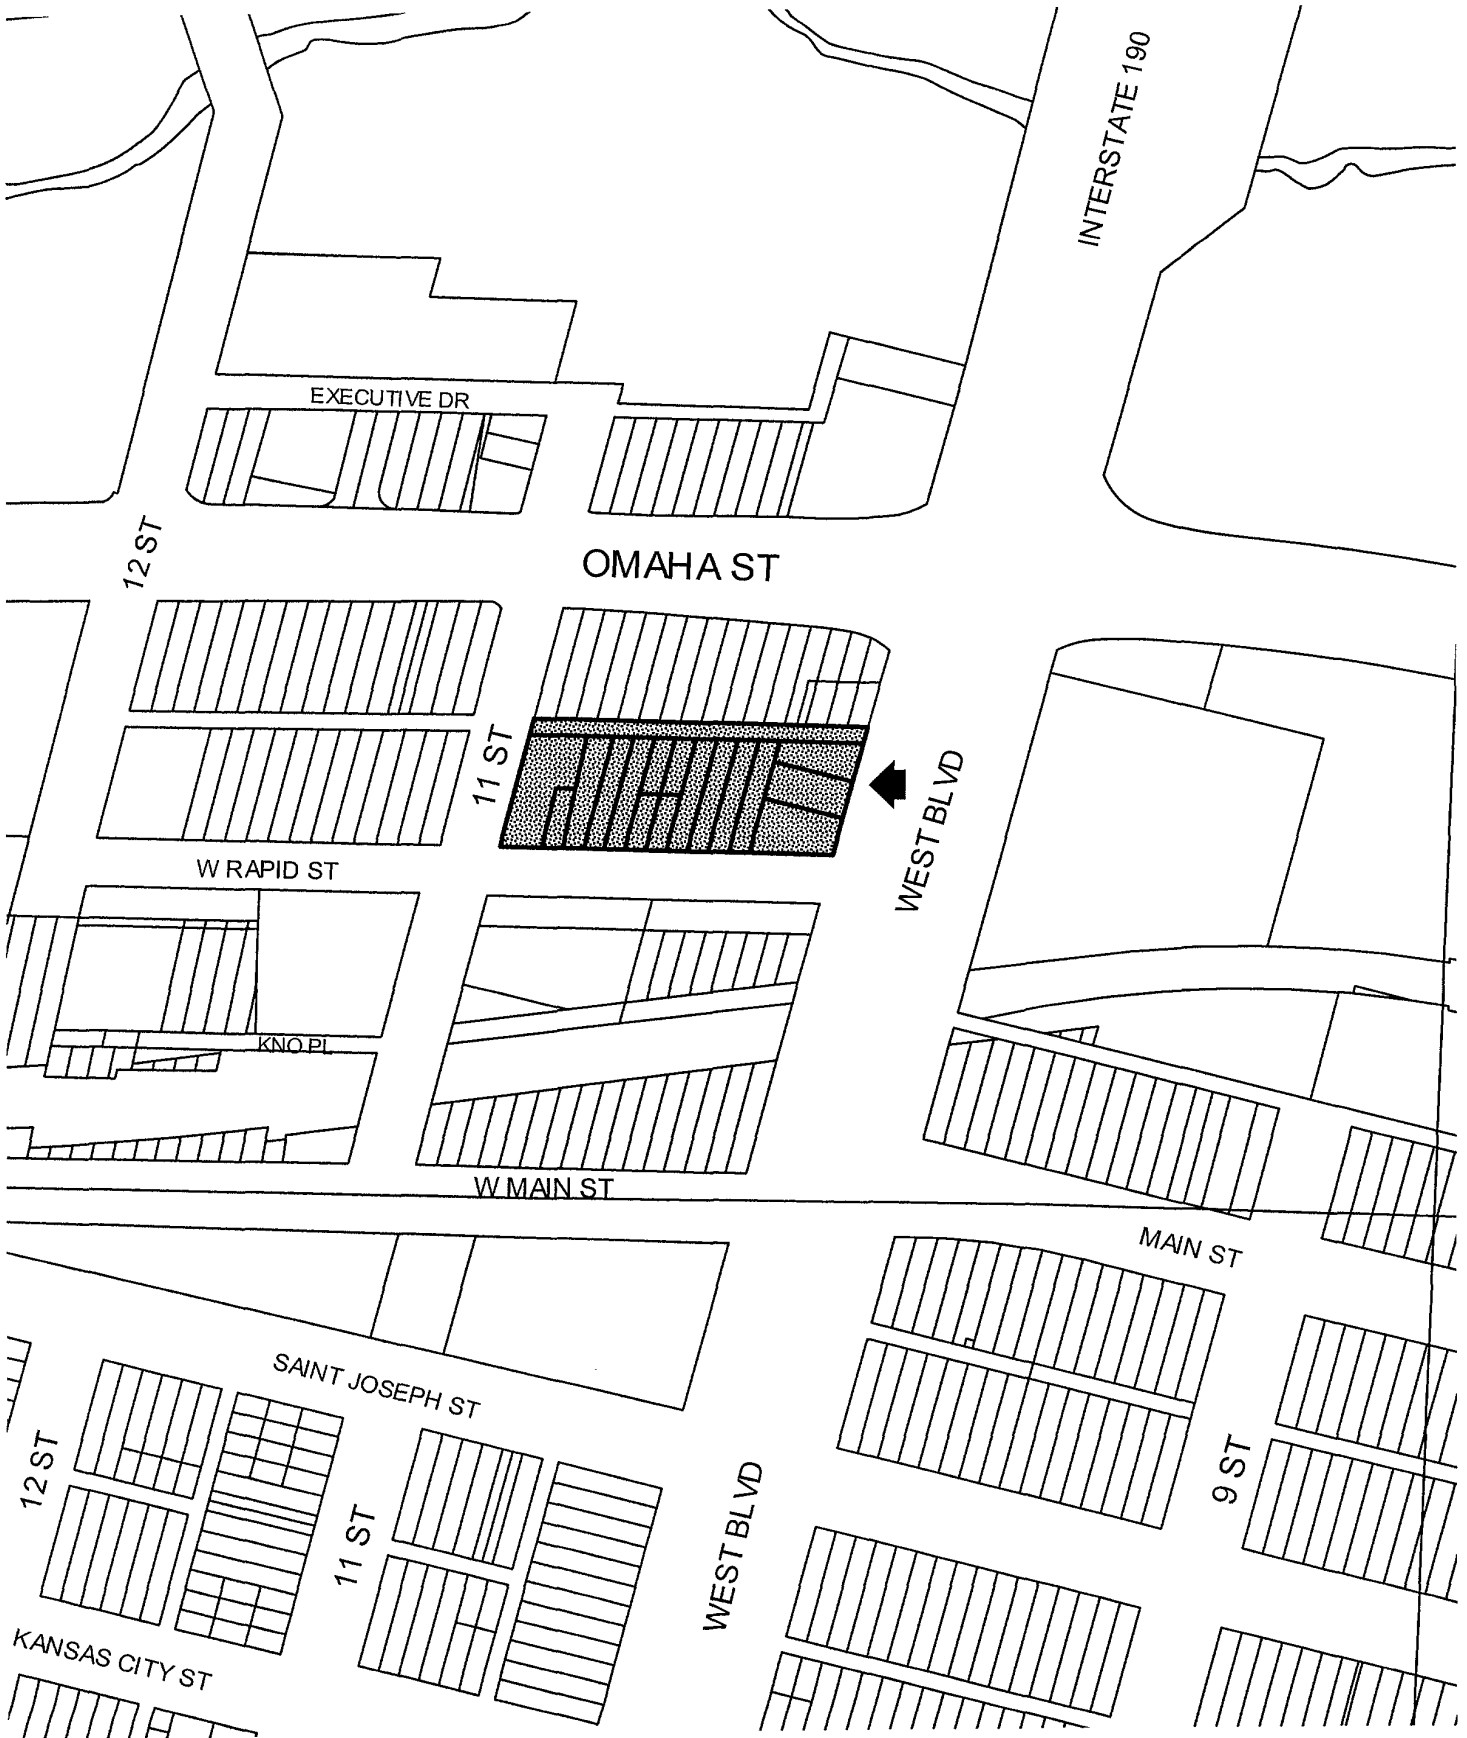 INTERSTATE 190
EXECUTIVE DR
12 ST
OMAHA ST
11 ST
WEST BLVD
W RAPID ST
KNO PL
W MAIN ST
MAIN ST
SAINT JOSEPH ST
12 ST
11 ST
WEST BLVD
9 ST
KANSAS CITY ST